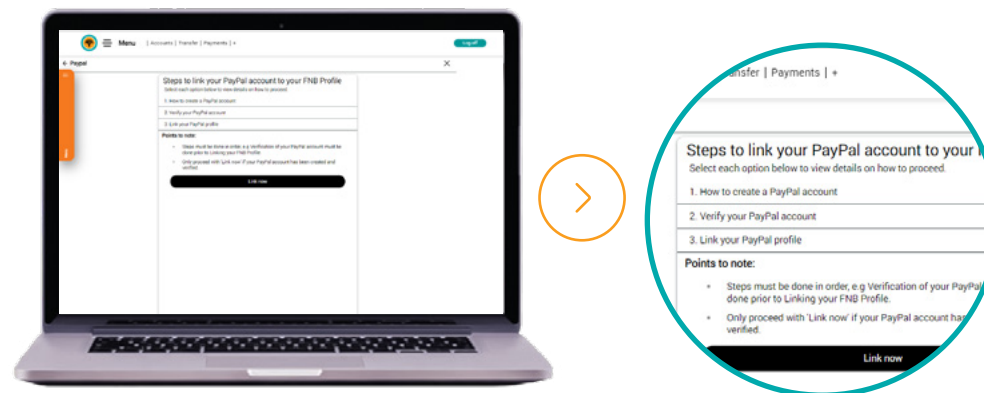 Menu | Accounts | Transfer | Payments | +
Log off
Paypal
Steps to link your PayPal account to your FNB Profile
Select each option below to view details on how to proceed
1. How to create a PayPal account
2. Verify your PayPal account
3. Link your PayPal profile
Points to note:
Steps must be done in order, e.g Verification of your PayPal account must be
done prior to Linking your FNB Profile.
Only proceed with 'Link now' if your PayPal account has been created and
verified.
Link now
Transfer | Payments | +
Steps to link your PayPal account to your
Select each option below to view details on how to proceed.
1. How to create a PayPal account
2. Verify your PayPal account
3. Link your PayPal profile
Points to note:
Steps must be done in order, e.g Verification of your PayPal
done prior to Linking your FNB Profile.
Only proceed with 'Link now' if your PayPal account has
verified.
Link now